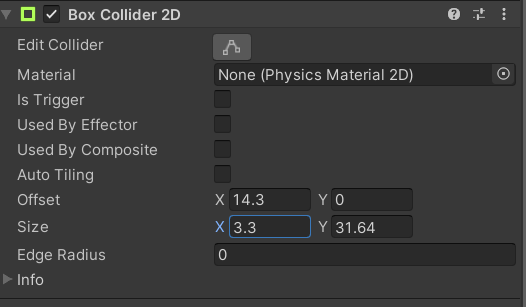 Box Collider 2D
Edit Collider
Material None (Physics Material 2D)
Is Trigger
Used By Effector
Used By Composite
Auto Tiling
Offset X 14.3 Y 0
Size X 3.3 Y 31.64
Edge Radius 0
Info